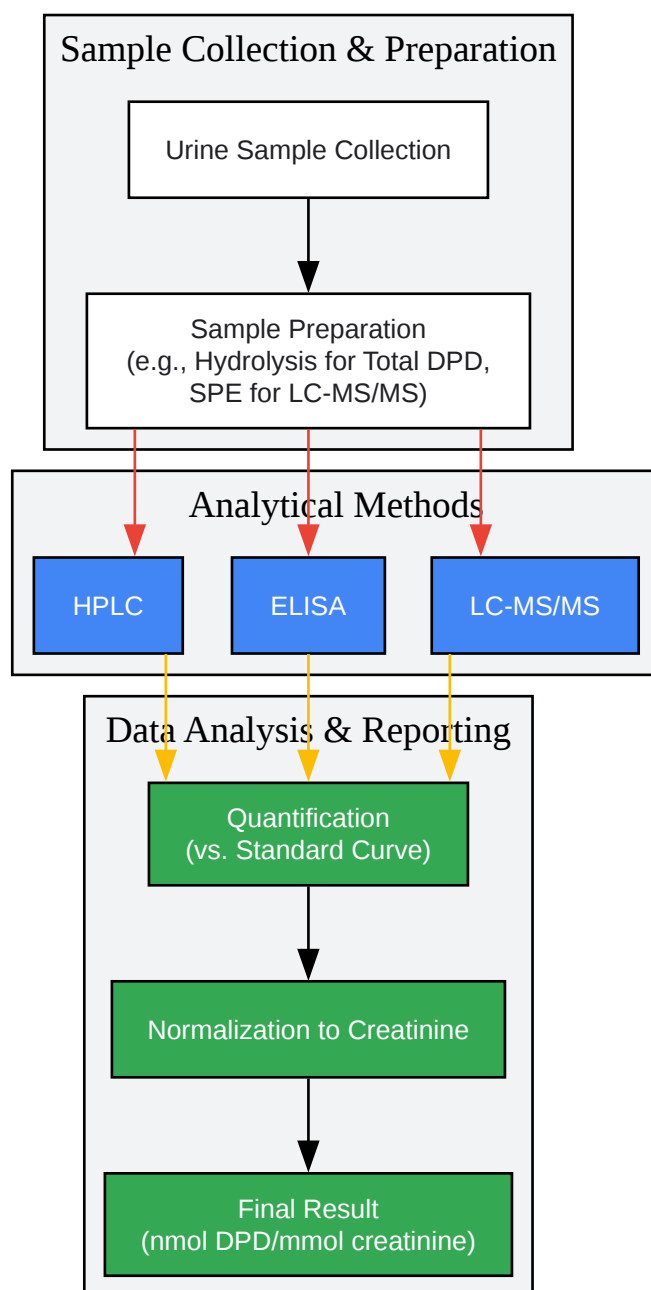 Sample Collection & Preparation
Urine Sample Collection
Sample Preparation
(e.g., Hydrolysis for Total DPD,
SPE for LC-MS/MS)
Analytical Methods
HPLC
ELISA
LC-MS/MS
Data Analysis & Reporting
Quantification
(vs. Standard Curve)
Normalization to Creatinine
Final Result
(nmol DPD/mmol creatinine)